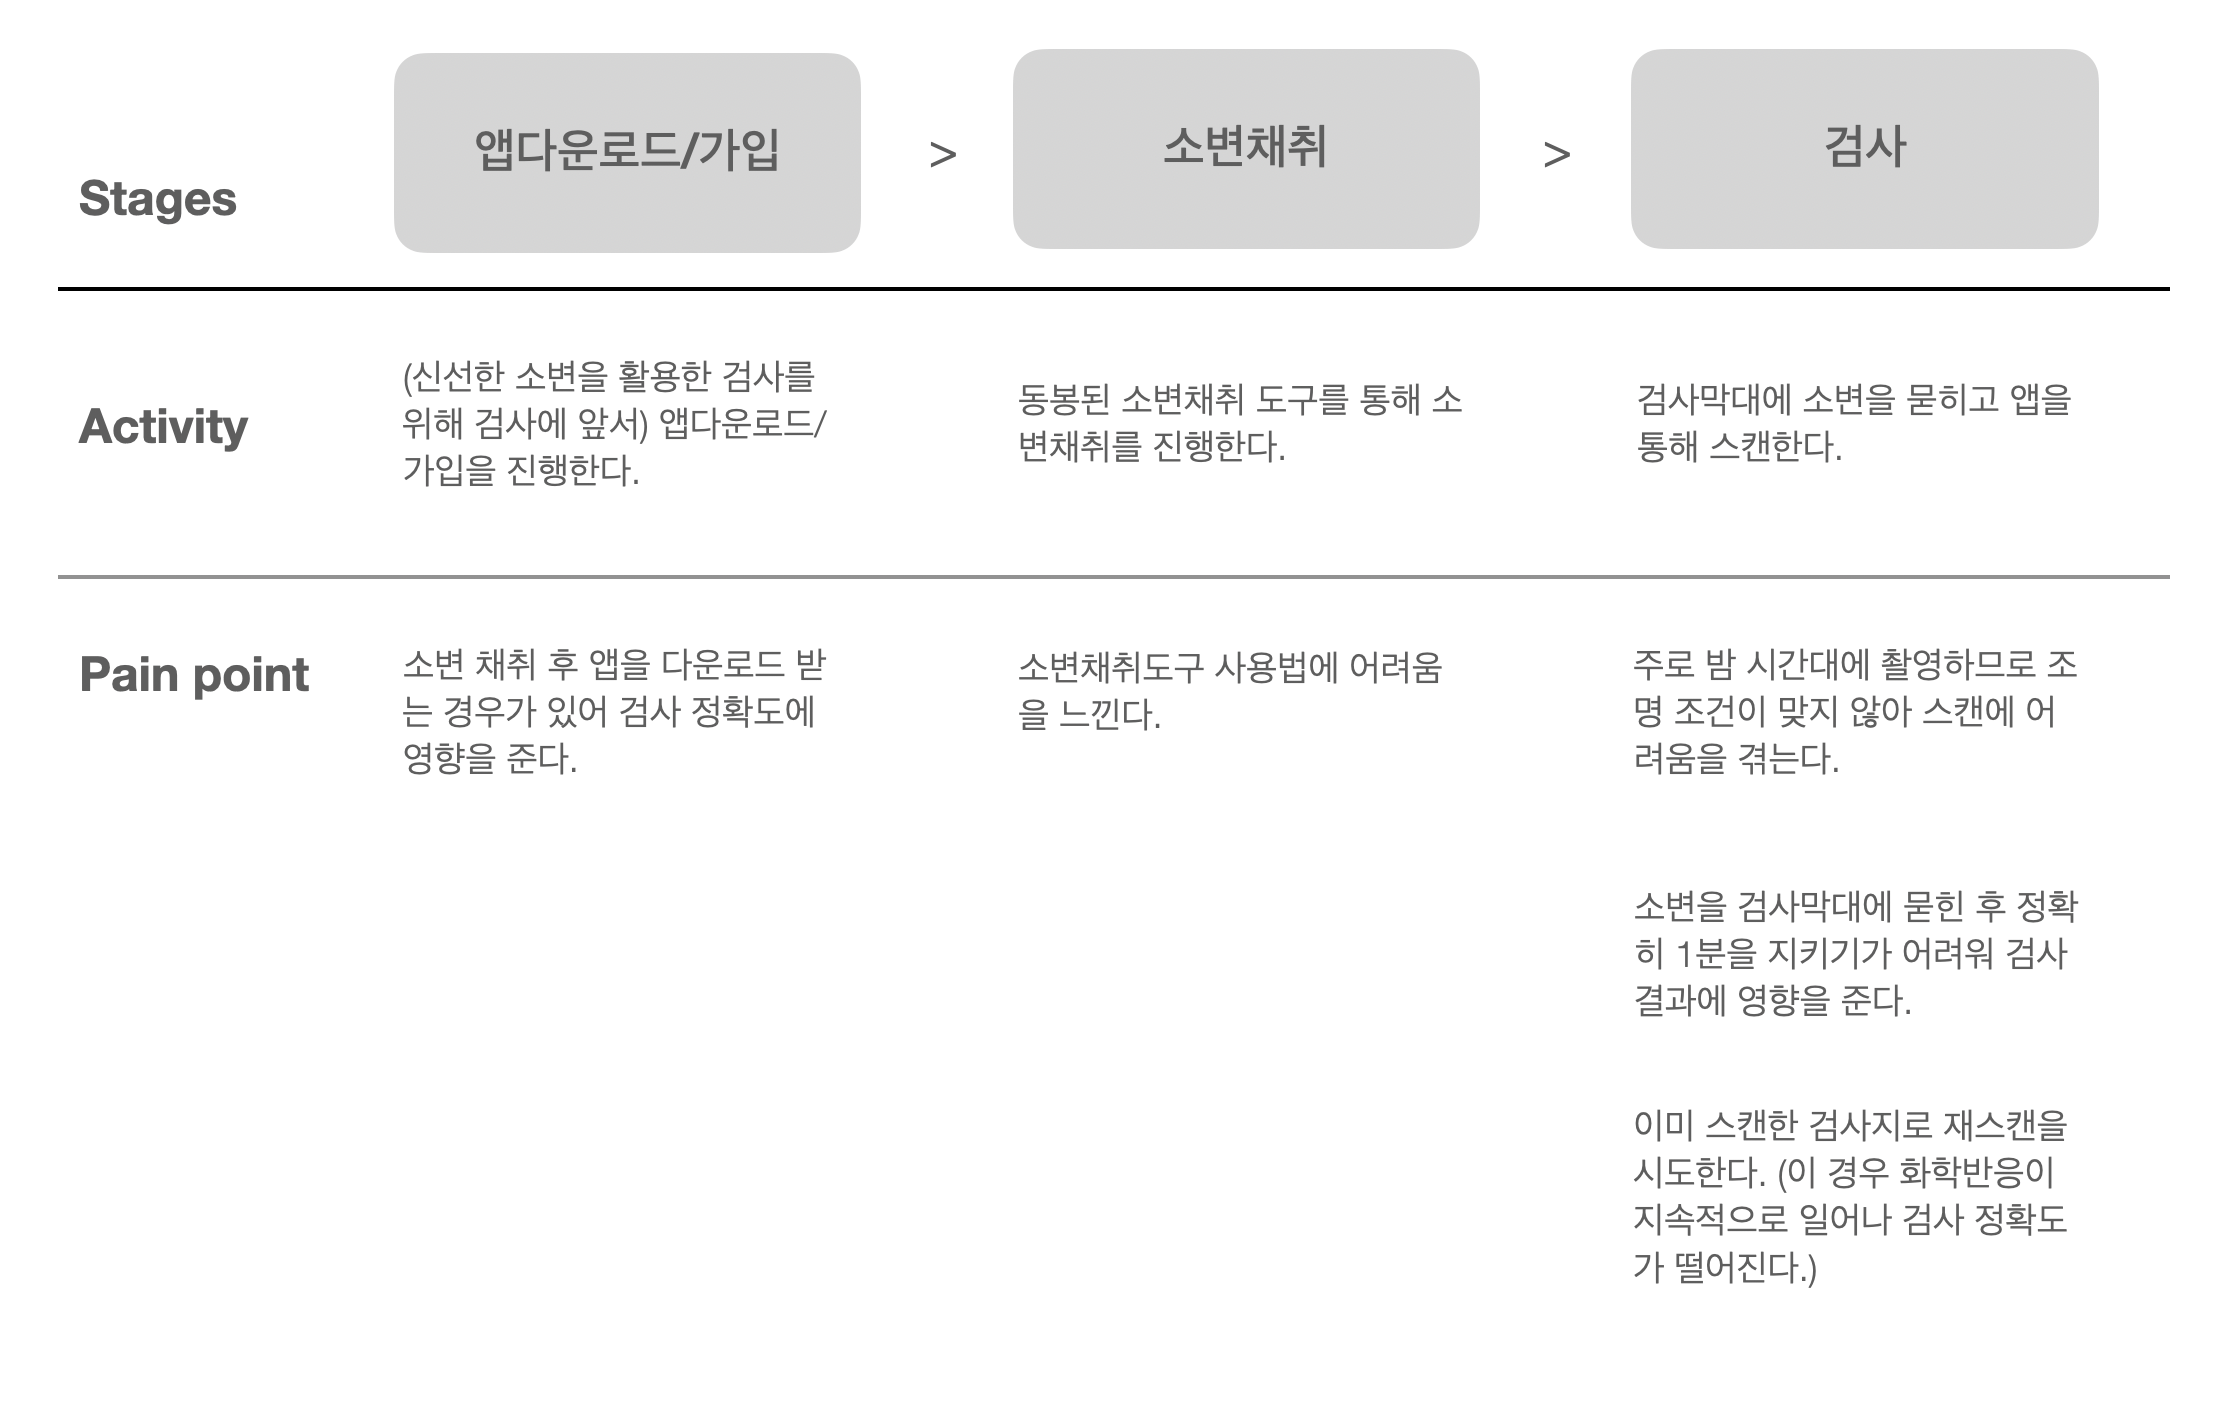 Stages
앱다운로드/가입
>
소변채취
>
검사
Activity
(신선한 소변을 활용한 검사를
위해 검사에 앞서) 앱다운로드/
가입을 진행한다.
동봉된 소변채취 도구를 통해 소
변채취를 진행한다.
검사막대에 소변을 묻히고 앱을
통해 스캔한다.
Pain point
소변 채취 후 앱을 다운로드 받
는 경우가 있어 검사 정확도에
영향을 준다.
소변채취도구 사용법에 어려움
을 느낀다.
주로 밤 시간대에 촬영하므로 조
명 조건이 맞지 않아 스캔에 어
려움을 겪는다.
소변을 검사막대에 묻힌 후 정확
히 1분을 지키기가 어려워 검사
결과에 영향을 준다.
이미 스캔한 검사지로 재스캔을
시도한다. (이 경우 화학반응이
지속적으로 일어나 검사 정확도
가 떨어진다.)